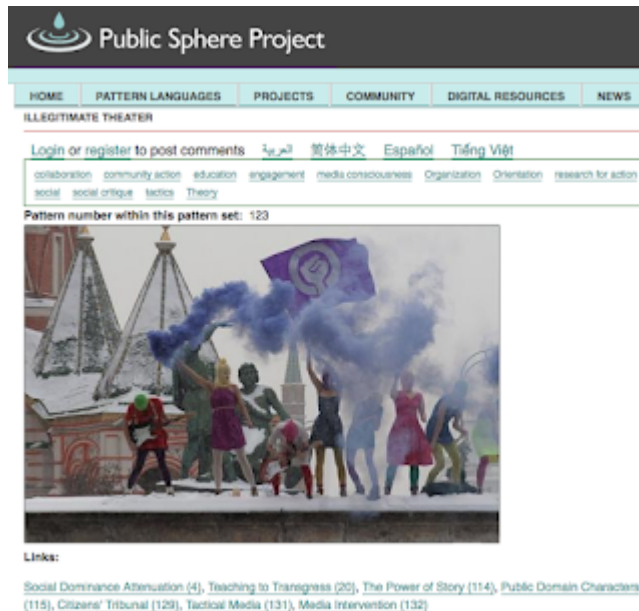 Public Sphere Project
HOME PATTERN LANGUAGES PROJECTS COMMUNITY DIGITAL RESOURCES NEWS
ILLEGITIMATE THEATER
Login or register to post comments العربية 简体中文 Español Tiếng Việt
collaboration community action education engagement media consciousness Organization Orientation research for action
social social critique tactics Theory
Pattern number within this pattern set: 123
Links:
Social Dominance Attenuation (4), Teaching to Transgress (20), The Power of Story (114), Public Domain Characters
(115), Citizens' Tribunal (129), Tactical Media (131), Media Intervention (132)